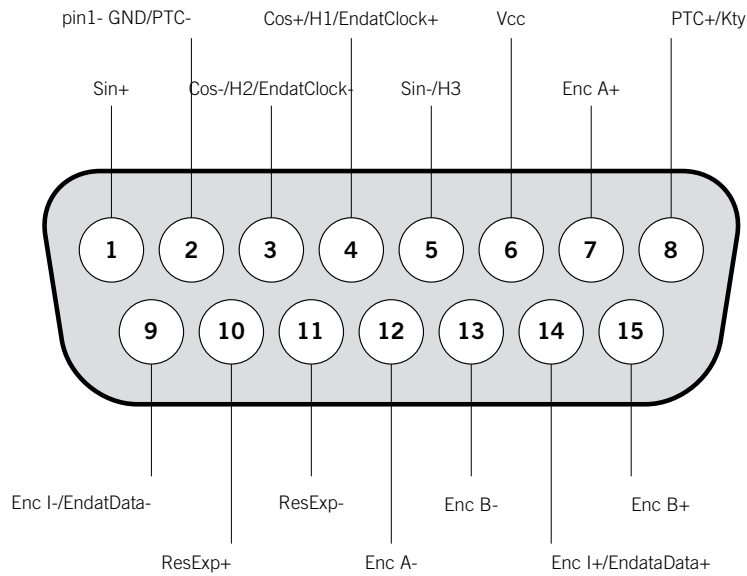 pin1- GND/PTC-
Cos+/H1/EndatClock+
Vcc
PTC+/Kty
Sin+
Cos-/H2/EndatClock-
Sin-/H3
Enc A+
1 2 3 4 5 6 7 8
9 10 11 12 13 14 15
Enc I-/EndatData-
ResExp-
Enc B-
Enc B+
ResExp+
Enc A-
Enc I+/EndataData+